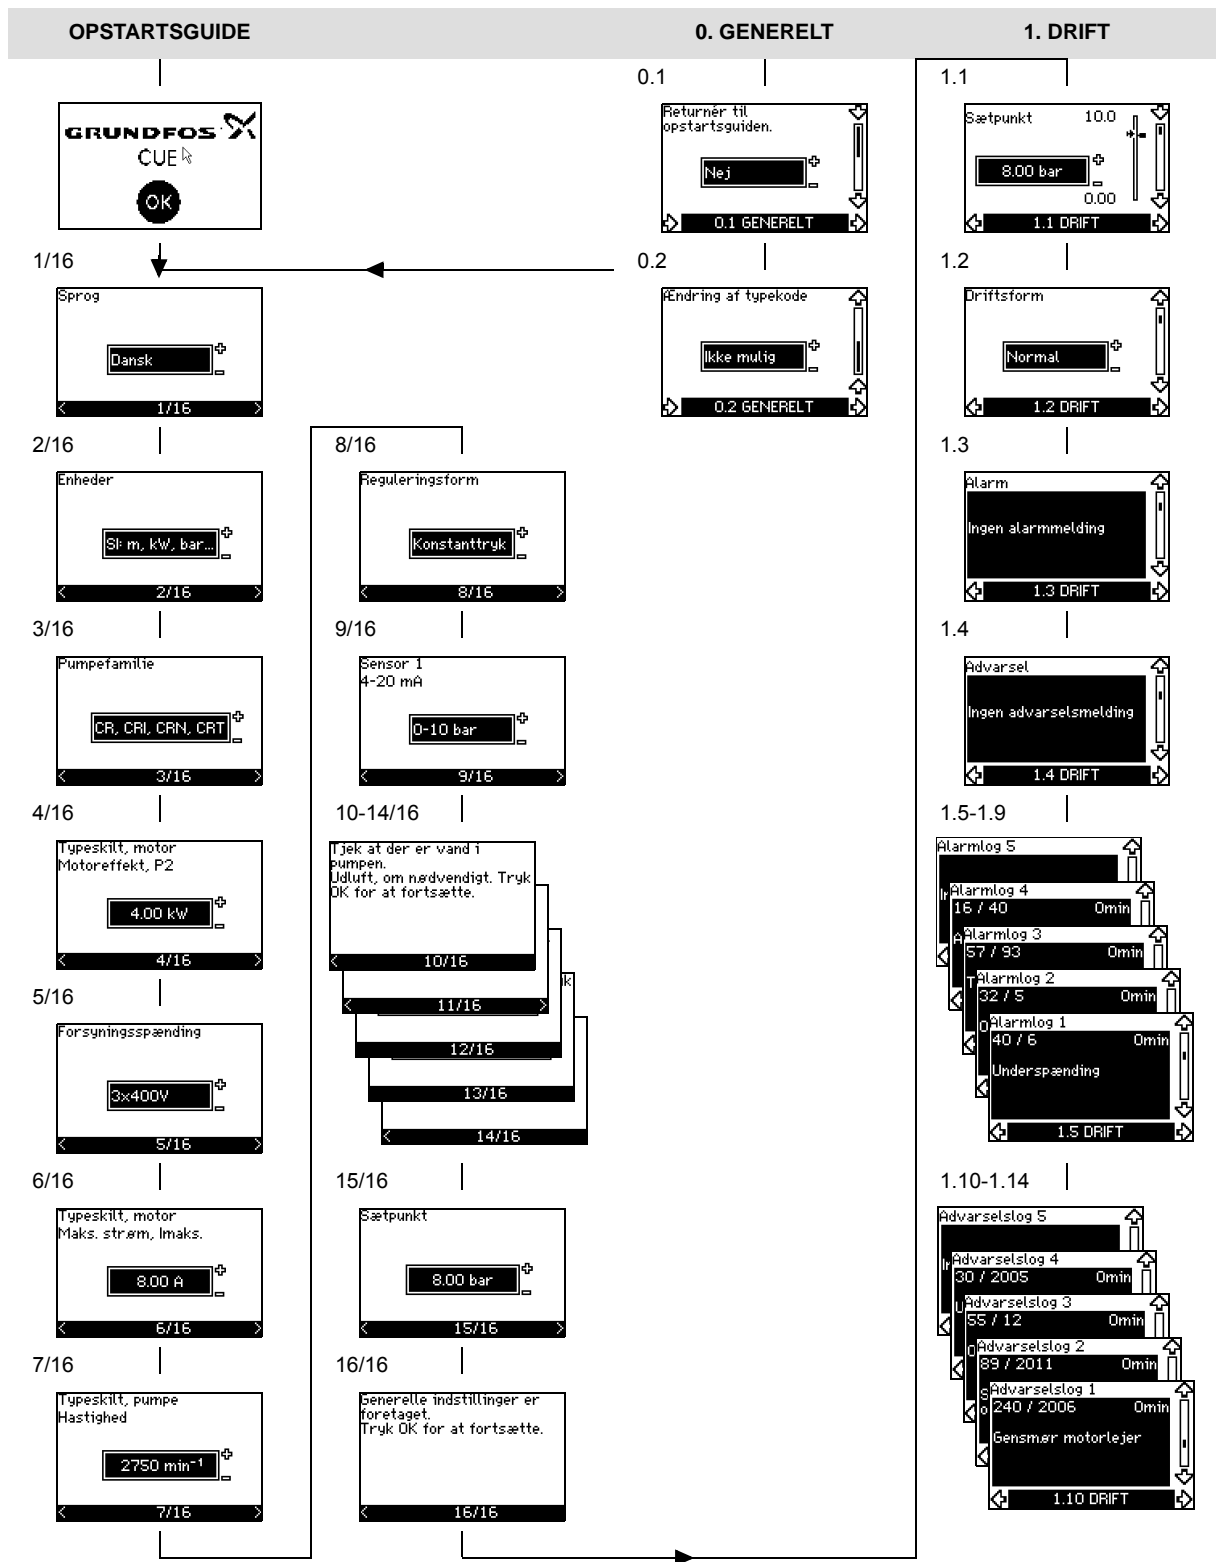 OPSTARTSGUIDE
0. GENERELT
1. DRIFT
GRUNDFOS
CUE
OK
1/16
Sprog
Dansk
1/16
2/16
Enheder
SI: m, kW, bar...
2/16
3/16
Pumpefamilie
CR, CRI, CRN, CRT
3/16
4/16
Typeskilt, motor
Motoreffekt, P2
4.00 kW
4/16
5/16
Forsyningsspænding
3x400V
5/16
6/16
Typeskilt, motor
Maks. strøm, Imaks.
8.00 A
6/16
7/16
Typeskilt, pumpe
Hastighed
2750 min⁻¹
7/16
8/16
Reguleringsform
Konstanttryk
8/16
9/16
Sensor 1
4-20 mA
0-10 bar
9/16
10-14/16
Tjek at der er vand i
pumpen.
Udluft, om nødvendigt. Tryk
OK for at fortsætte.
10/16
11/16
12/16
13/16
14/16
15/16
Sætpunkt
8.00 bar
15/16
16/16
Generelle indstillinger er
foretaget.
Tryk OK for at fortsætte.
16/16
0.1
Returnér til
opstartsguiden.
Nej
0.1 GENERELT
0.2
Ændring af typekode
Ikke mulig
0.2 GENERELT
1.1
Sætpunkt
10.0
8.00 bar
0.00
1.1 DRIFT
1.2
Driftsform
Normal
1.2 DRIFT
1.3
Alarm
Ingen alarmmelding
1.3 DRIFT
1.4
Advarsel
Ingen advarselsmelding
1.4 DRIFT
1.5-1.9
Alarmlog 5
Alarmlog 4
16 / 40 0min
Alarmlog 3
57 / 93 0min
Alarmlog 2
32 / 5 0min
Alarmlog 1
40 / 6 0min
Underspænding
1.5 DRIFT
1.10-1.14
Advarselslog 5
Advarselslog 4
30 / 2005 0min
Advarselslog 3
55 / 12 0min
Advarselslog 2
89 / 2011 0min
Advarselslog 1
240 / 2006 0min
Gensmør motorlejer
1.10 DRIFT